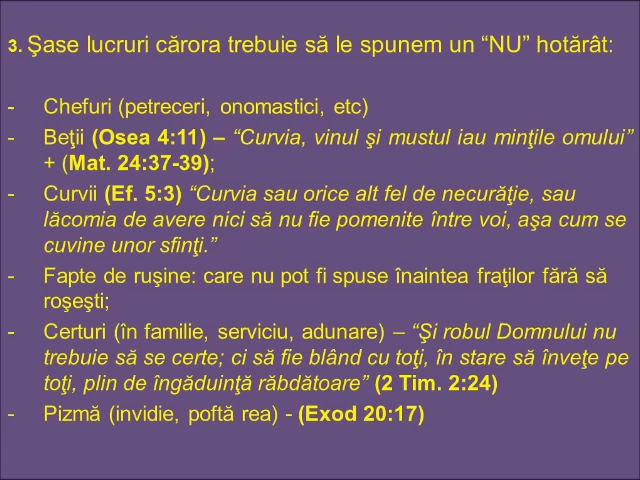 3. Şase lucruri cărora trebuie să le spunem un “NU” hotărât:
- Chefuri (petreceri, onomastici, etc)
- Beţii (Osea 4:11) – “Curvia, vinul şi mustul iau minţile omului”
+ (Mat. 24:37-39);
- Curvii (Ef. 5:3) “Curvia sau orice alt fel de necurăţie, sau
lăcomia de avere nici să nu fie pomenite între voi, aşa cum se
cuvine unor sfinţi.”
- Fapte de ruşine: care nu pot fi spuse înaintea fraţilor fără să
roşeşti;
- Certuri (în familie, serviciu, adunare) – “Şi robul Domnului nu
trebuie să se certe; ci să fie blând cu toţi, în stare să înveţe pe
toţi, plin de îngăduinţă răbdătoare” (2 Tim. 2:24)
- Pizmă (invidie, poftă rea) - (Exod 20:17)